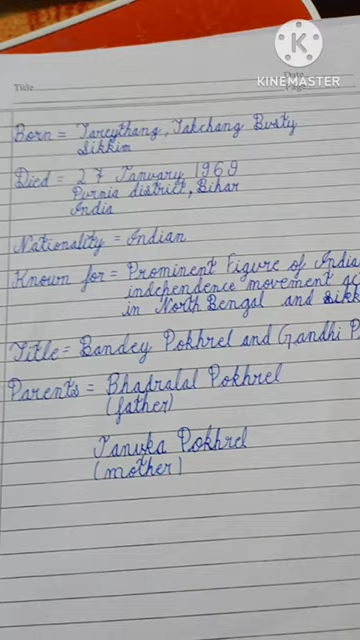 KINEMASTER
Title
Date
Page
Born = Tareythang, Takchang Busty
Sikkim
Died = 27 January 1969
Purnia district, Bihar
India
Nationality = Indian
Known for = Prominent Figure of India
independence movement
in North Bengal and
Title = Bandey Pokhrel and (Gandhi
Parents = Bhadralal Pokhrel
(father)
Januka Pokhrel
(mother)